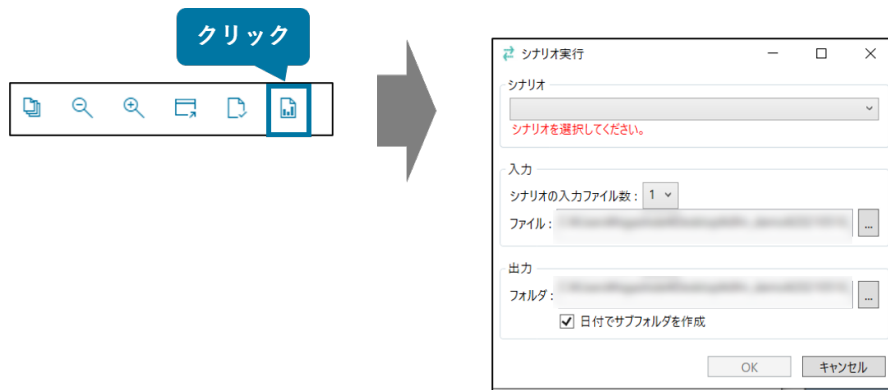 クリック
シナリオ実行
シナリオ
シナリオを選択してください。
入力
シナリオの入力ファイル数： 1
ファイル： ...
出力
フォルダ： ...
日付でサブフォルダを作成
OK キャンセル